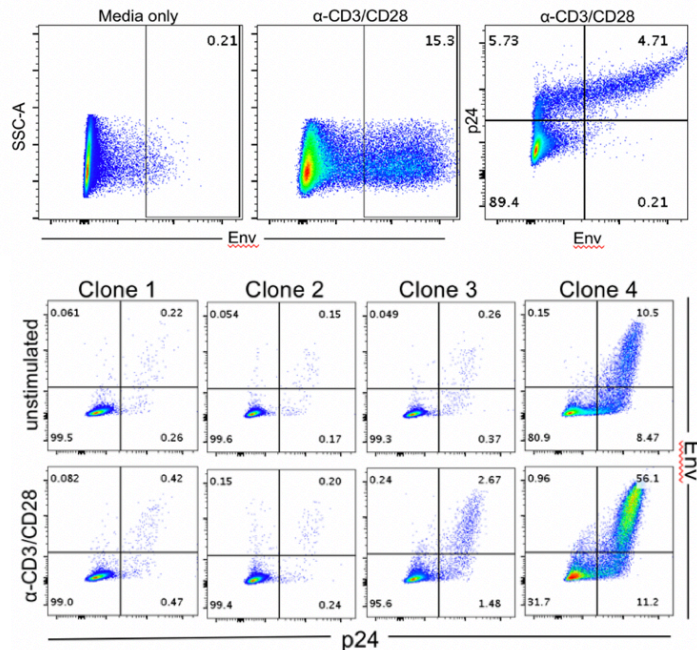 Media only
α-CD3/CD28
α-CD3/CD28
0.21
15.3
5.73
4.71
SSC-A
p24
89.4
0.21
Env
Env
Clone 1
Clone 2
Clone 3
Clone 4
unstimulated
0.061
0.22
0.054
0.15
0.049
0.26
0.15
10.5
99.5
0.26
99.6
0.17
99.3
0.37
80.9
8.47
Env
α-CD3/CD28
0.082
0.42
0.15
0.20
0.24
2.67
0.96
56.1
99.0
0.47
99.4
0.24
95.6
1.48
31.7
11.2
p24